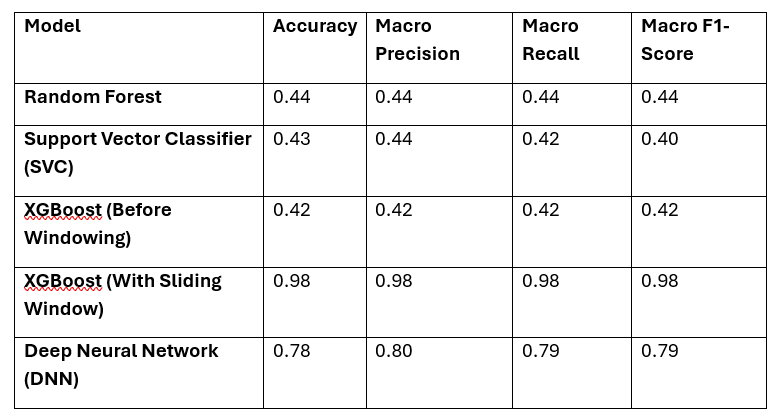 Model Accuracy Macro Macro Macro F1-
Precision Recall Score
Random Forest 0.44 0.44 0.44 0.44
Support Vector Classifier 0.43 0.44 0.42 0.40
(SVC)
XGBoost (Before 0.42 0.42 0.42 0.42
Windowing)
XGBoost (With Sliding 0.98 0.98 0.98 0.98
Window)
Deep Neural Network 0.78 0.80 0.79 0.79
(DNN)